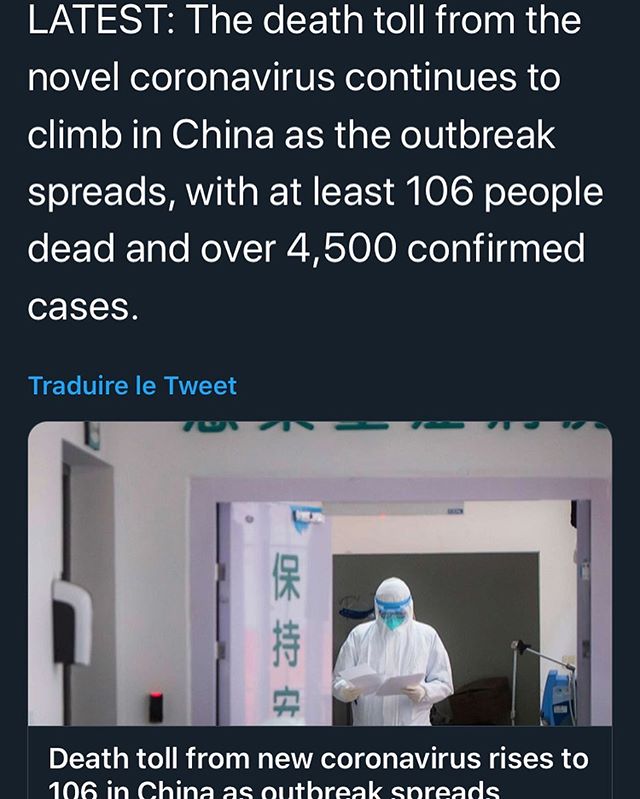 LATEST: The death toll from the
novel coronavirus continues to
climb in China as the outbreak
spreads, with at least 106 people
dead and over 4,500 confirmed
cases.
Traduire le Tweet
保
持
安
Death toll from new coronavirus rises to
106 in China as outbreak spreads